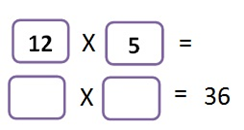 12 X 5 =
X = 36